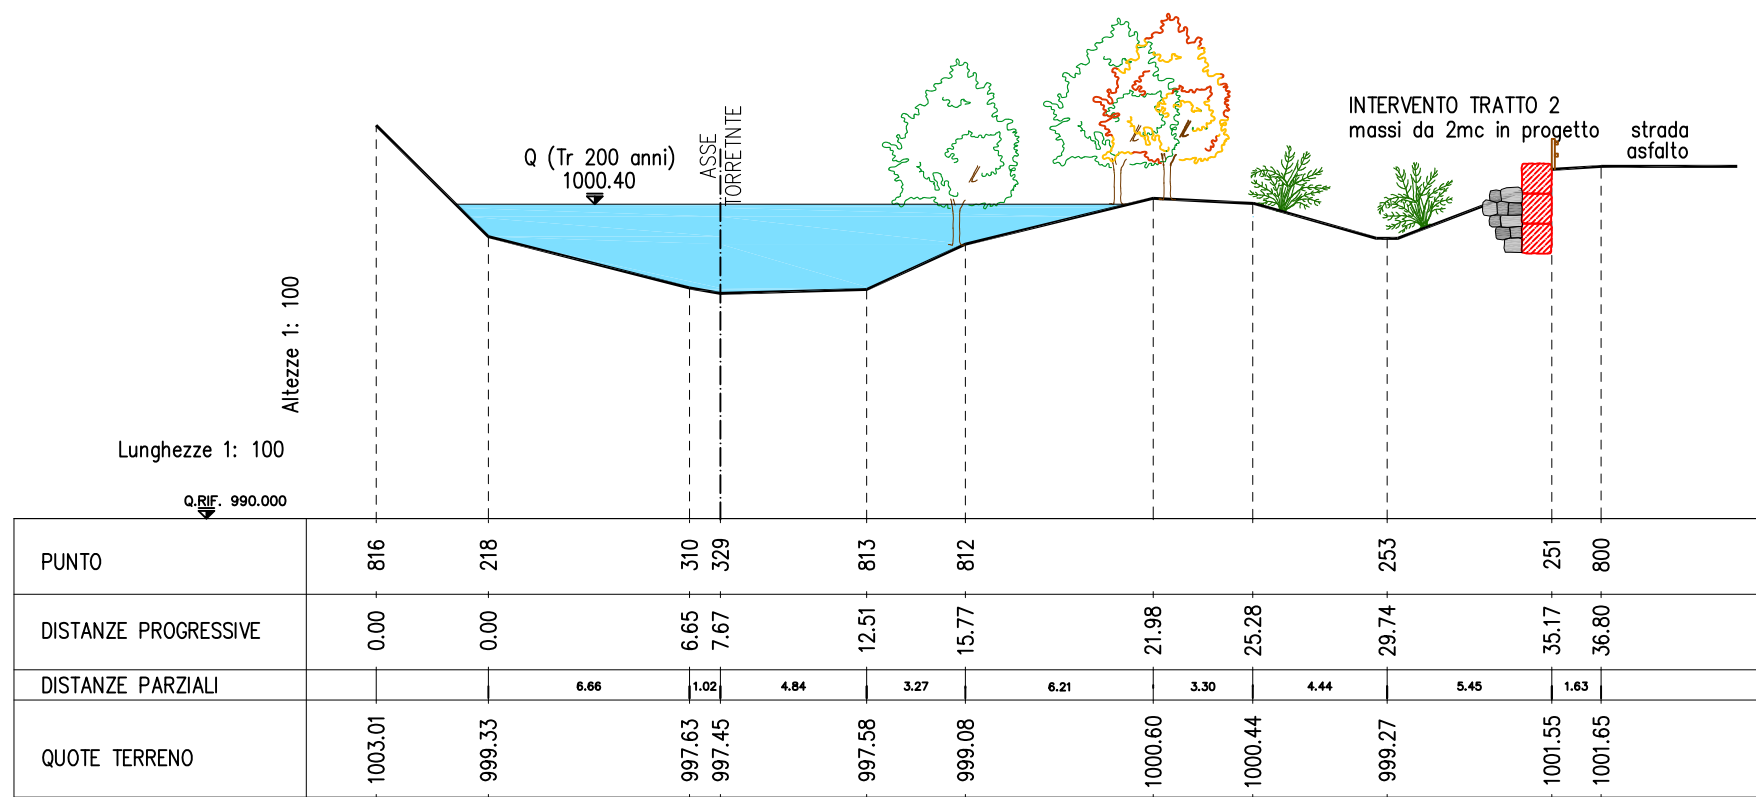 INTERVENTO TRATTO 2
massi da 2mc in progetto
strada
asfalto
Q (Tr 200 anni)
1000.40
ASSE
TORRETNTE
Altezze 1: 100
Lunghezze 1: 100
Q.RIF. 990.000
PUNTO 816 218 310 329 813 812 253 251 800
DISTANZE PROGRESSIVE 0.00 0.00 6.65 7.67 12.51 15.77 21.98 25.28 29.74 35.17 36.80
DISTANZE PARZIALI 6.66 1.02 4.84 3.27 6.21 3.30 4.44 5.45 1.63
QUOTE TERRENO 1003.01 999.33 997.63 997.45 997.58 999.08 1000.60 1000.44 999.27 1001.55 1001.65